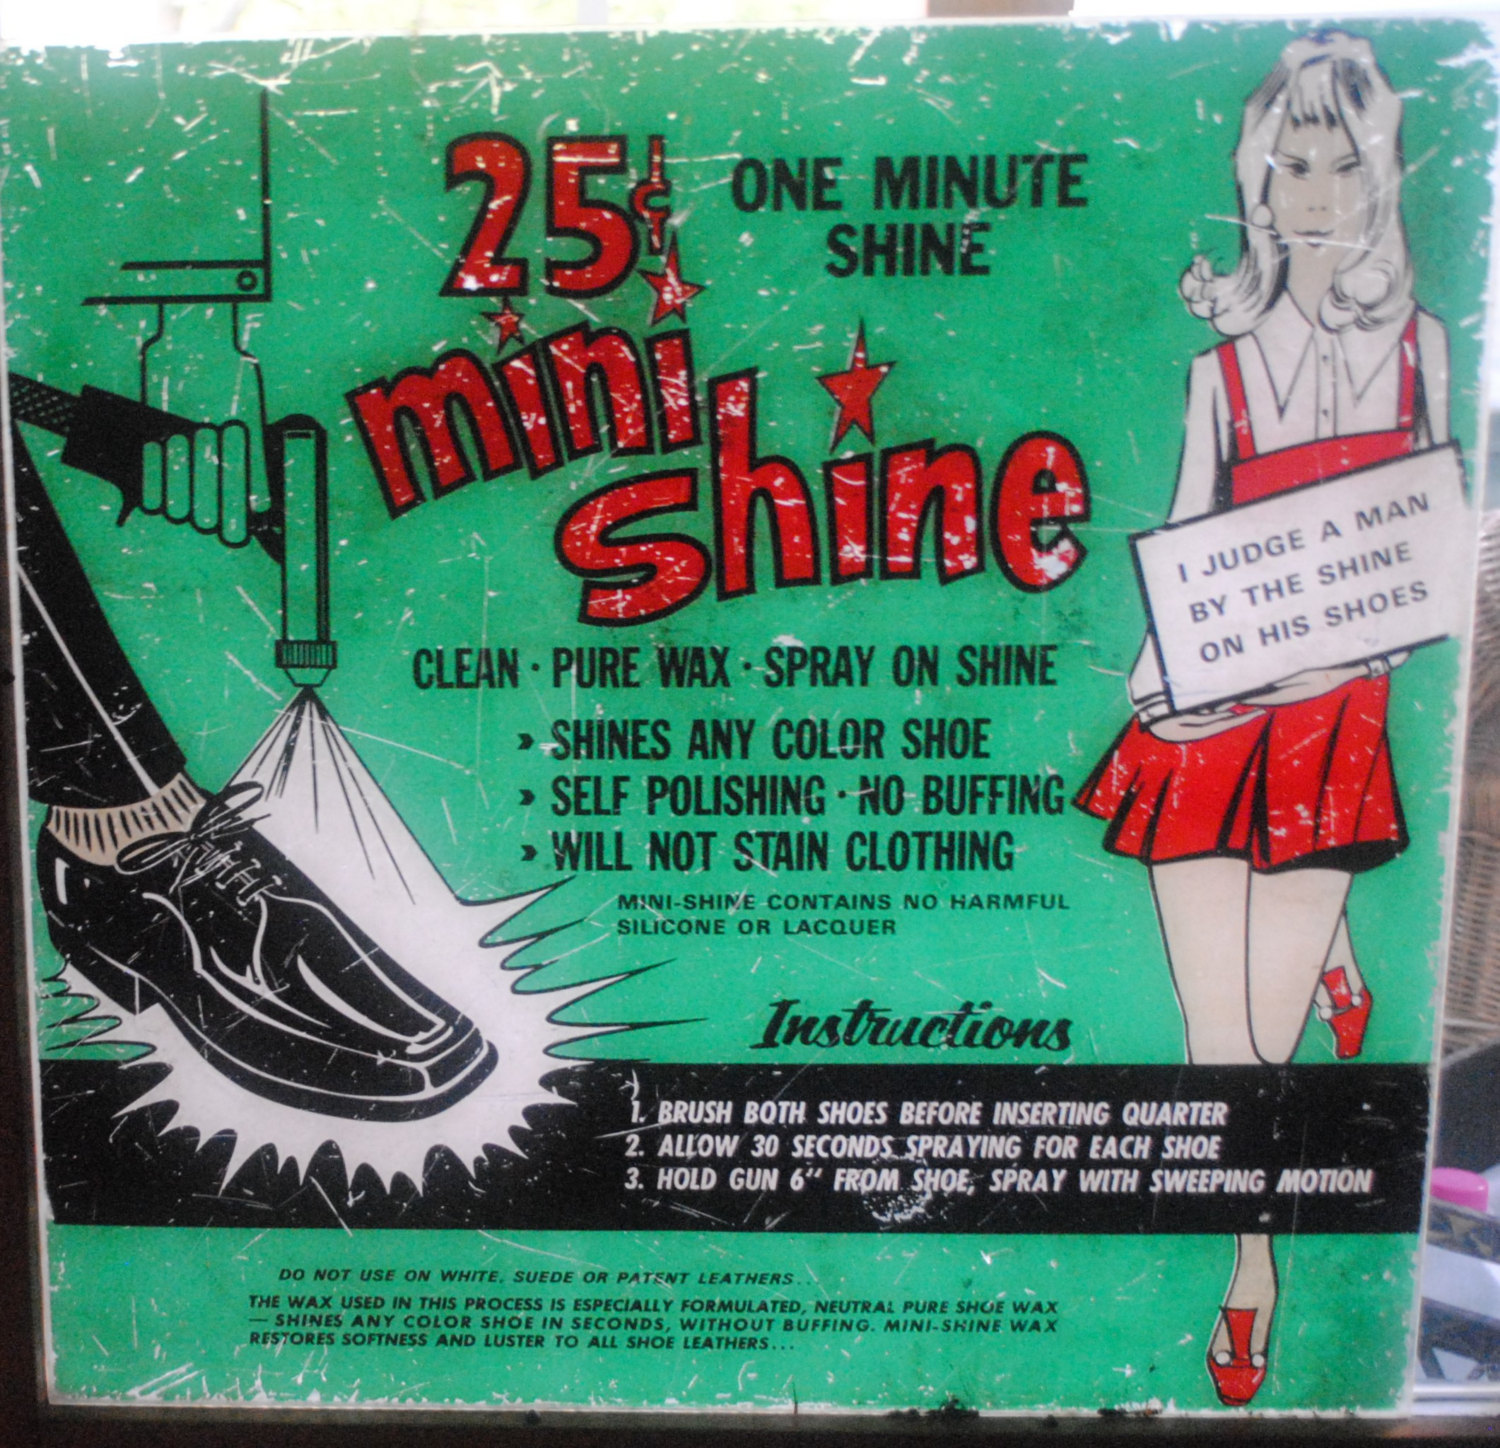 25¢ ONE MINUTE
SHINE
mini
shine
I JUDGE A MAN
BY THE SHINE
ON HIS SHOES
CLEAN · PURE WAX · SPRAY ON SHINE
» SHINES ANY COLOR SHOE
» SELF POLISHING · NO BUFFING
» WILL NOT STAIN CLOTHING
MINI-SHINE CONTAINS NO HARMFUL
SILICONE OR LACQUER
Instructions
1. BRUSH BOTH SHOES BEFORE INSERTING QUARTER
2. ALLOW 30 SECONDS SPRAYING FOR EACH SHOE
3. HOLD GUN 6" FROM SHOE, SPRAY WITH SWEEPING MOTION
DO NOT USE ON WHITE, SUEDE OR PATENT LEATHERS...
THE WAX USED IN THIS PROCESS IS ESPECIALLY FORMULATED, NEUTRAL PURE SHOE WAX
— SHINES ANY COLOR SHOE IN SECONDS, WITHOUT BUFFING. MINI-SHINE WAX
RESTORES SOFTNESS AND LUSTER TO ALL SHOE LEATHERS...